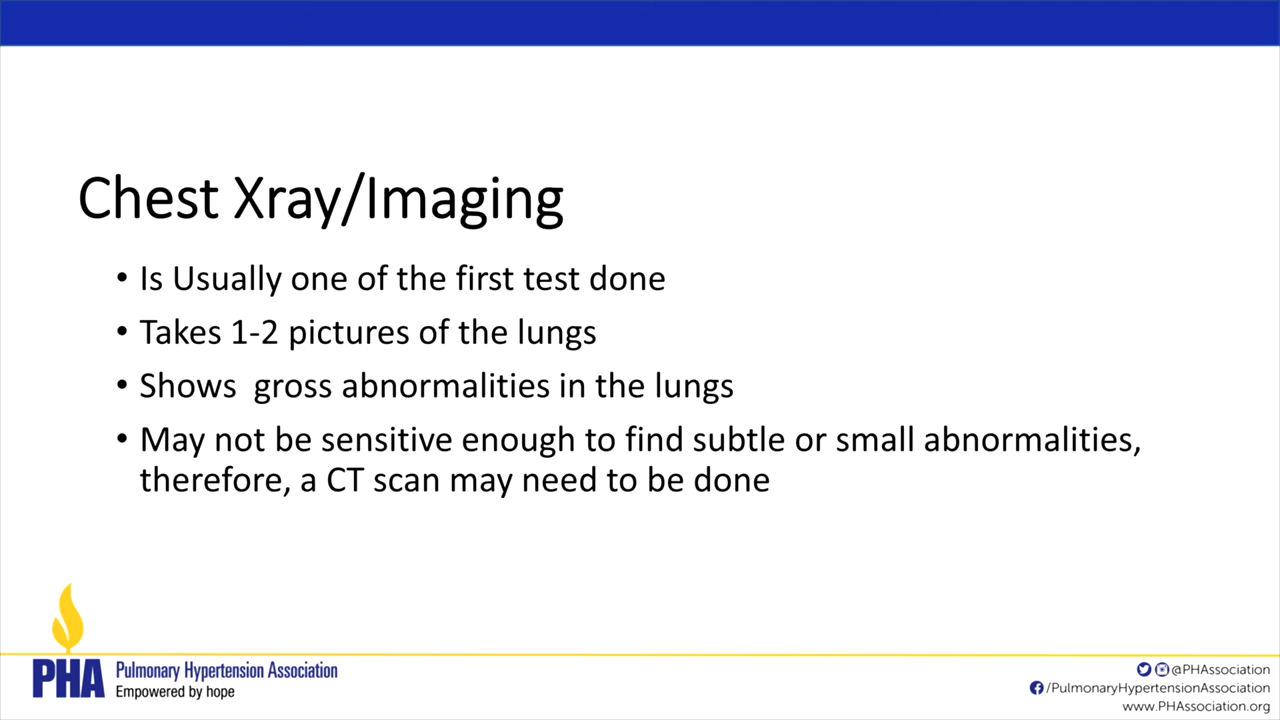 Chest Xray/Imaging
• Is Usually one of the first test done
• Takes 1-2 pictures of the lungs
• Shows  gross abnormalities in the lungs
• May not be sensitive enough to find subtle or small abnormalities,
therefore, a CT scan may need to be done
PHA
Pulmonary Hypertension Association
Empowered by hope
@PHAssociation
/PulmonaryHypertensionAssociation
www.PHAssociation.org